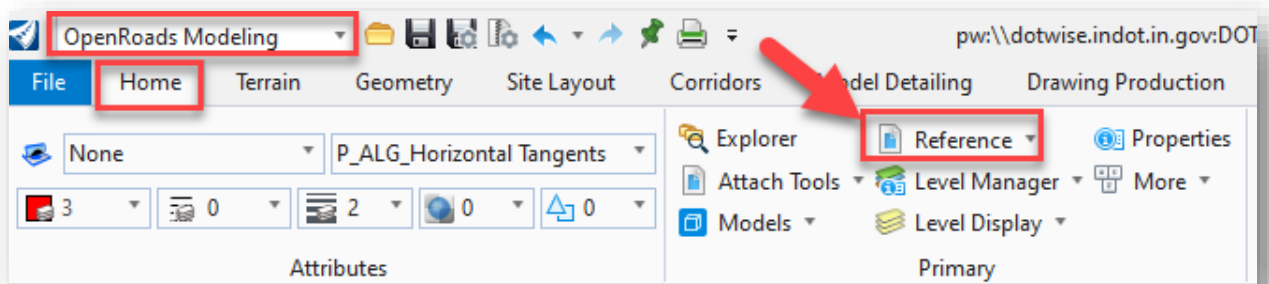 OpenRoads Modeling pw:\\dotwise.indot.in.gov:DOT
File Home Terrain Geometry Site Layout Corridors Model Detailing Drawing Production
None P_ALG_Horizontal Tangents Explorer Reference Properties
Attach Tools Level Manager More
3 0 2 0 0 Models Level Display
Attributes Primary